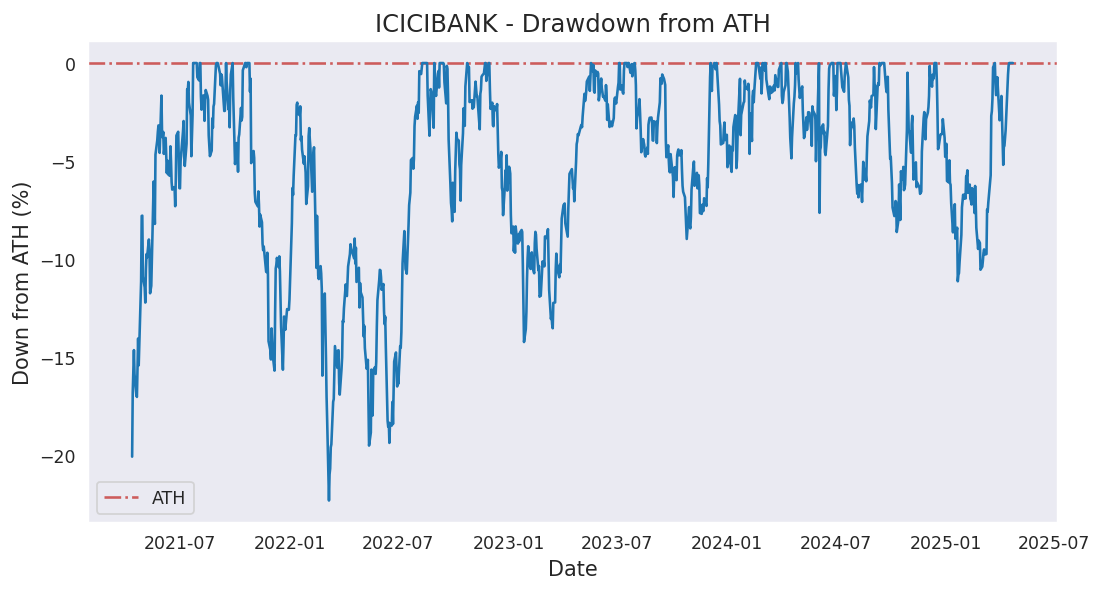 ICICIBANK - Drawdown from ATH
Down from ATH (%)
0
−5
−10
−15
−20
ATH
2021-07 2022-01 2022-07 2023-01 2023-07 2024-01 2024-07 2025-01 2025-07
Date